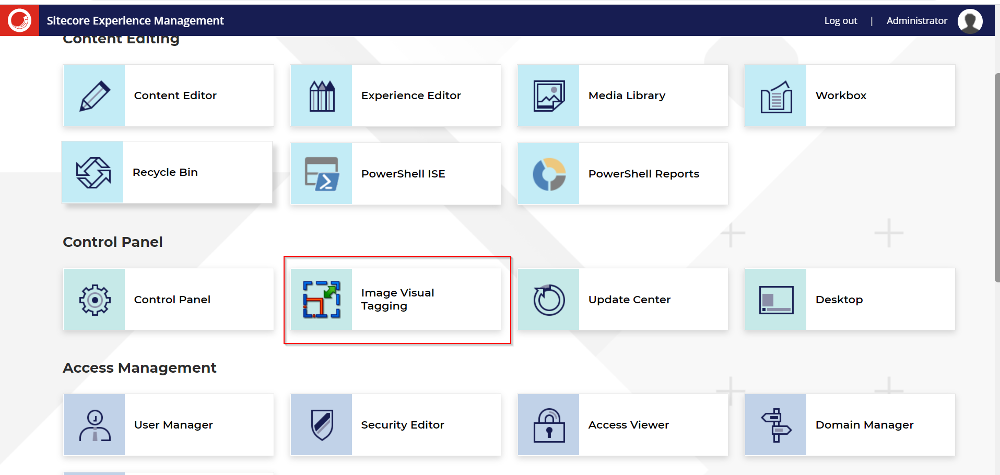 Sitecore Experience Management
Log out | Administrator
Content Editing
Content Editor
Experience Editor
Media Library
Workbox
Recycle Bin
PowerShell ISE
PowerShell Reports
Control Panel
Control Panel
Image Visual
Tagging
Update Center
Desktop
Access Management
User Manager
Security Editor
Access Viewer
Domain Manager